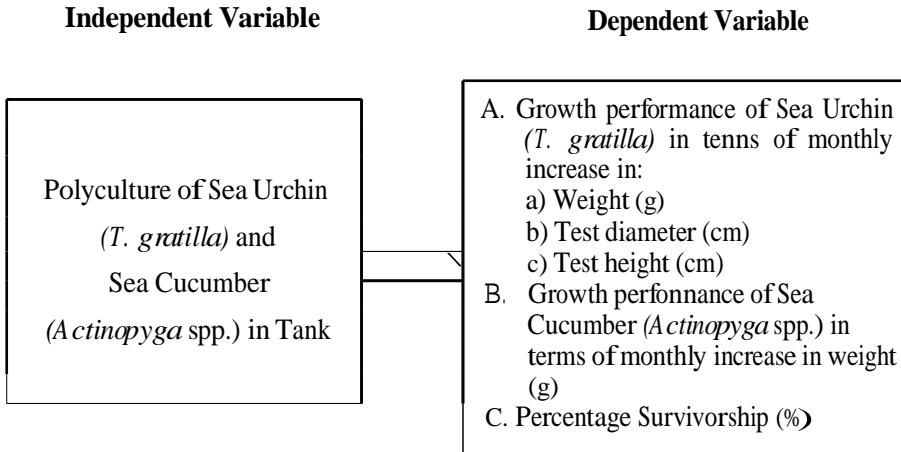 Independent Variable
Dependent Variable
Polyculture of Sea Urchin
(T. gratilla) and
Sea Cucumber
(Actinopyga spp.) in Tank
A. Growth performance of Sea Urchin
(T. gratilla) in tenns of monthly
increase in:
a) Weight (g)
b) Test diameter (cm)
c) Test height (cm)
B. Growth perfonnance of Sea
Cucumber (Actinopyga spp.) in
terms of monthly increase in weight
(g)
C. Percentage Survivorship (%)